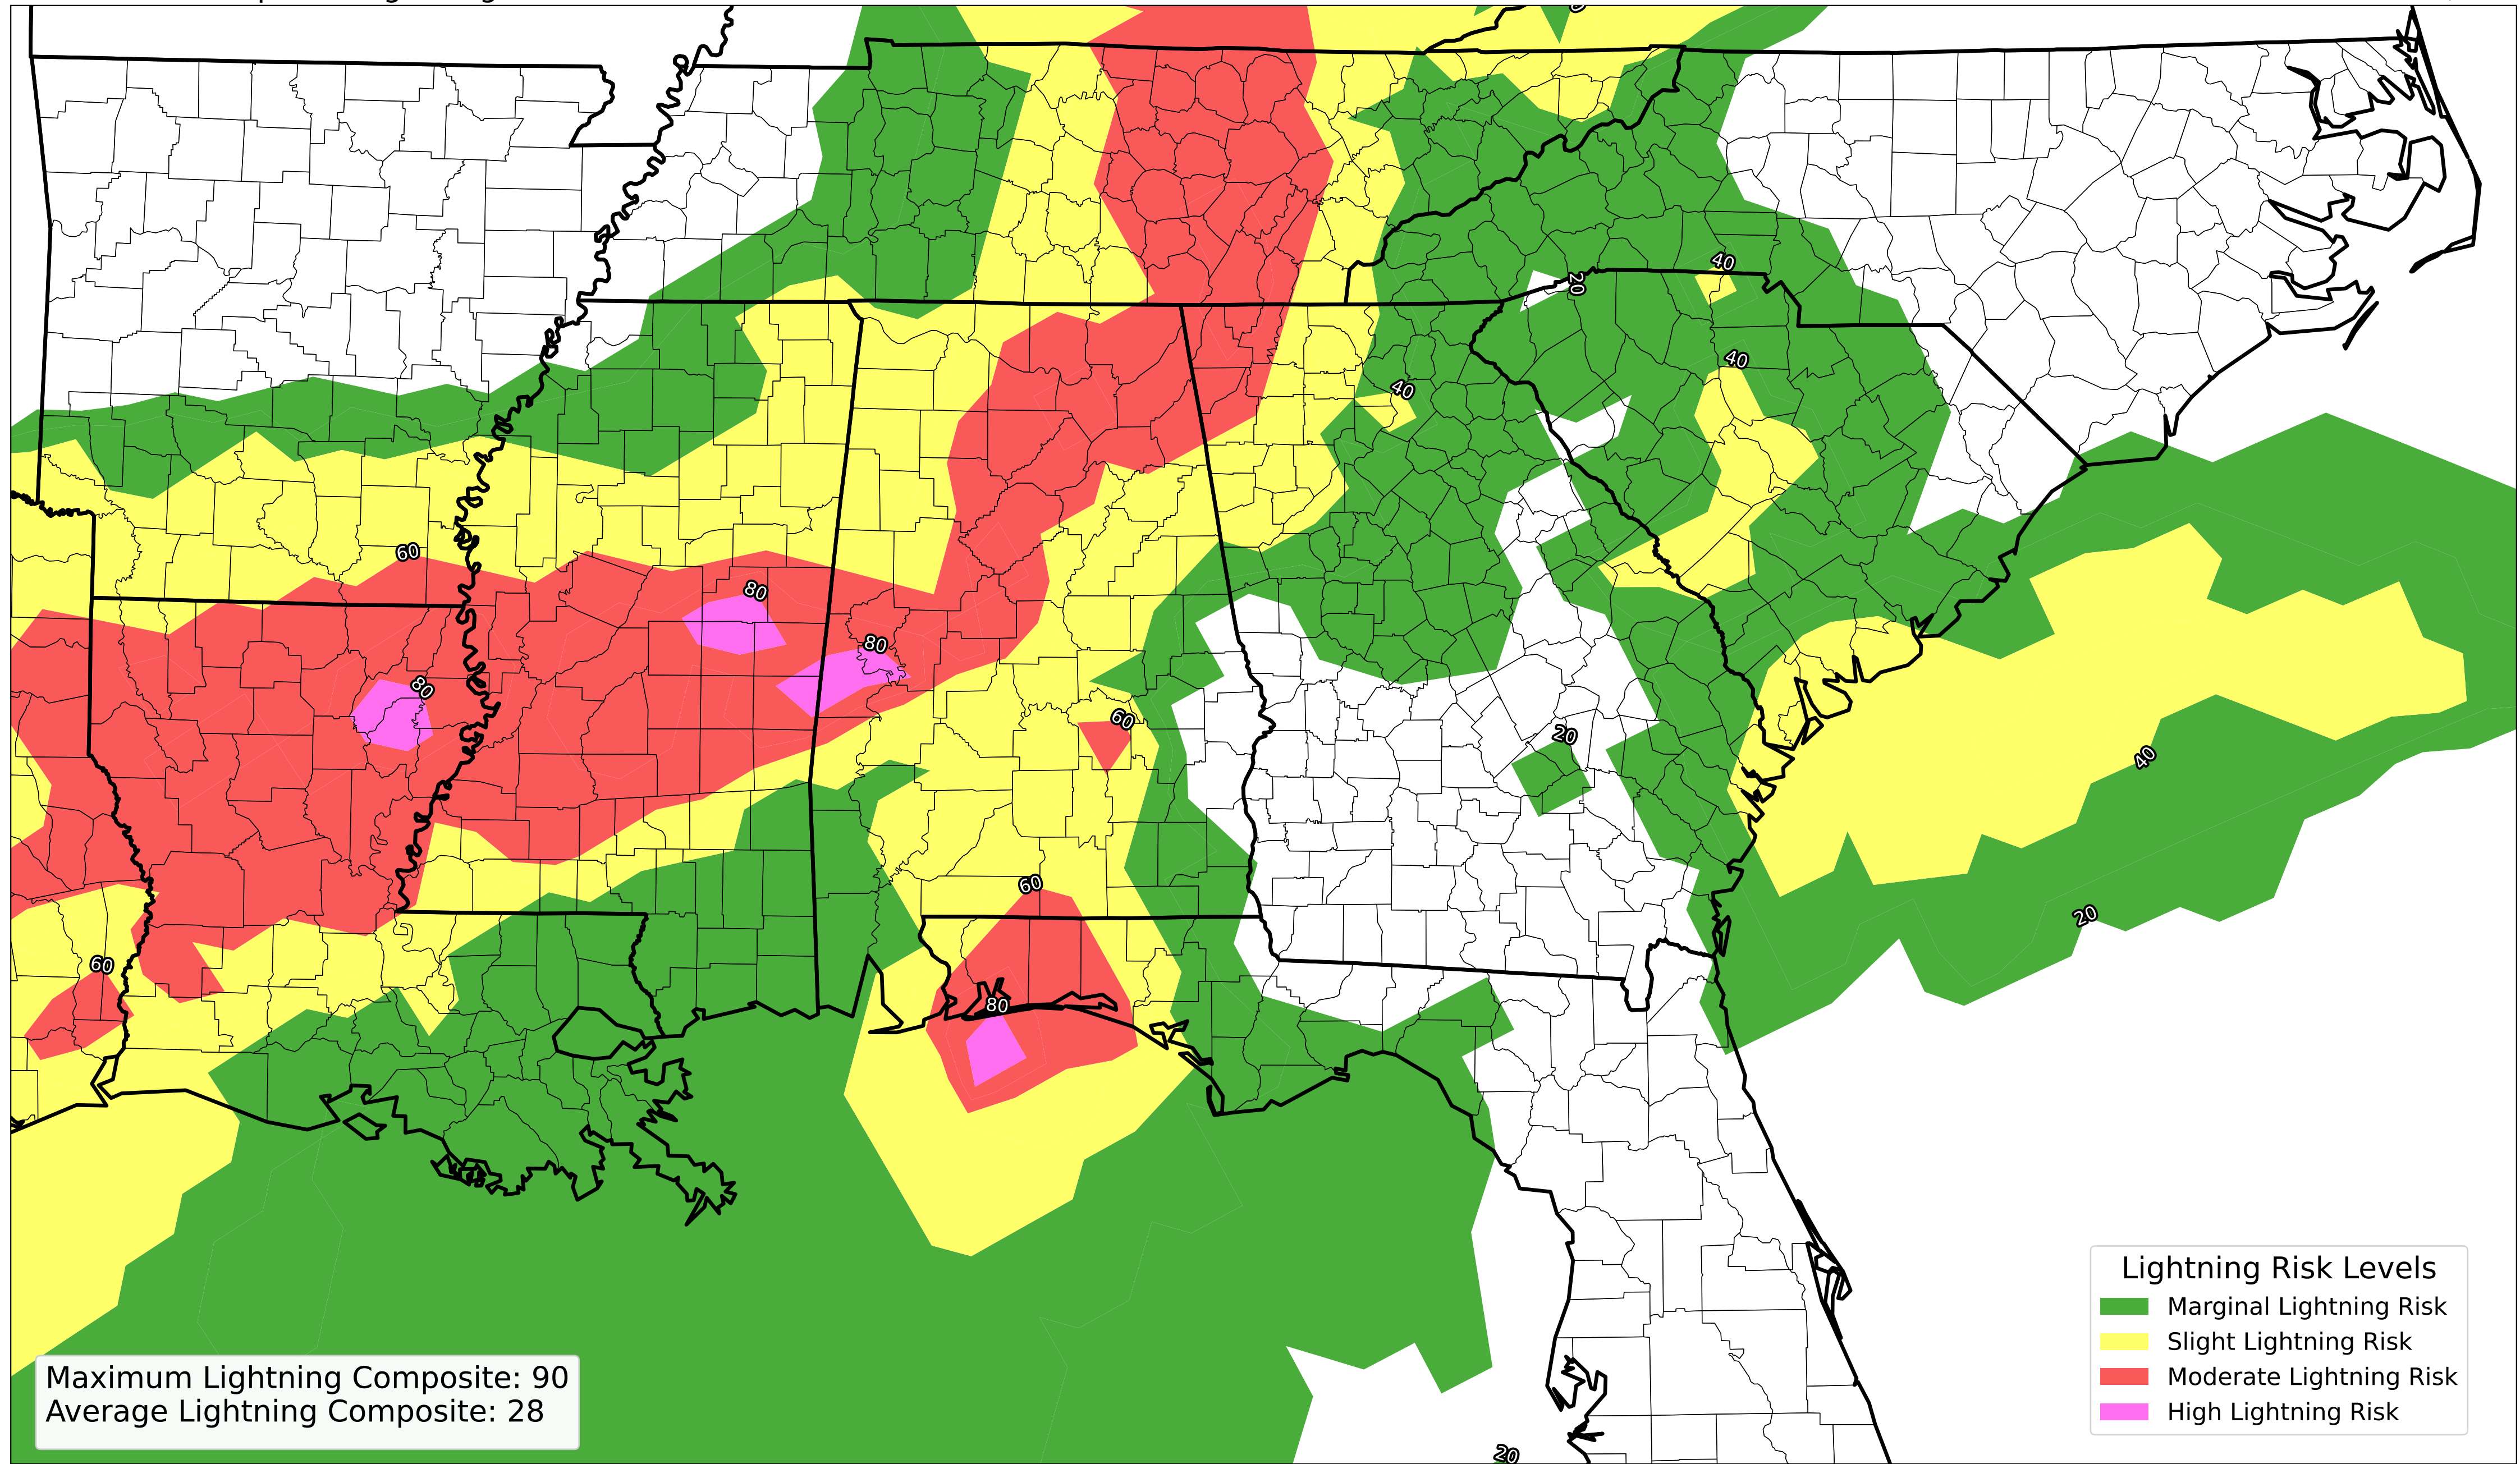 40
20
40
40
60
80
80
80
60
40
60
20
60
80
20
20
Lightning Risk Levels
Marginal Lightning Risk
Slight Lightning Risk
Moderate Lightning Risk
High Lightning Risk
Maximum Lightning Composite: 90
Average Lightning Composite: 28